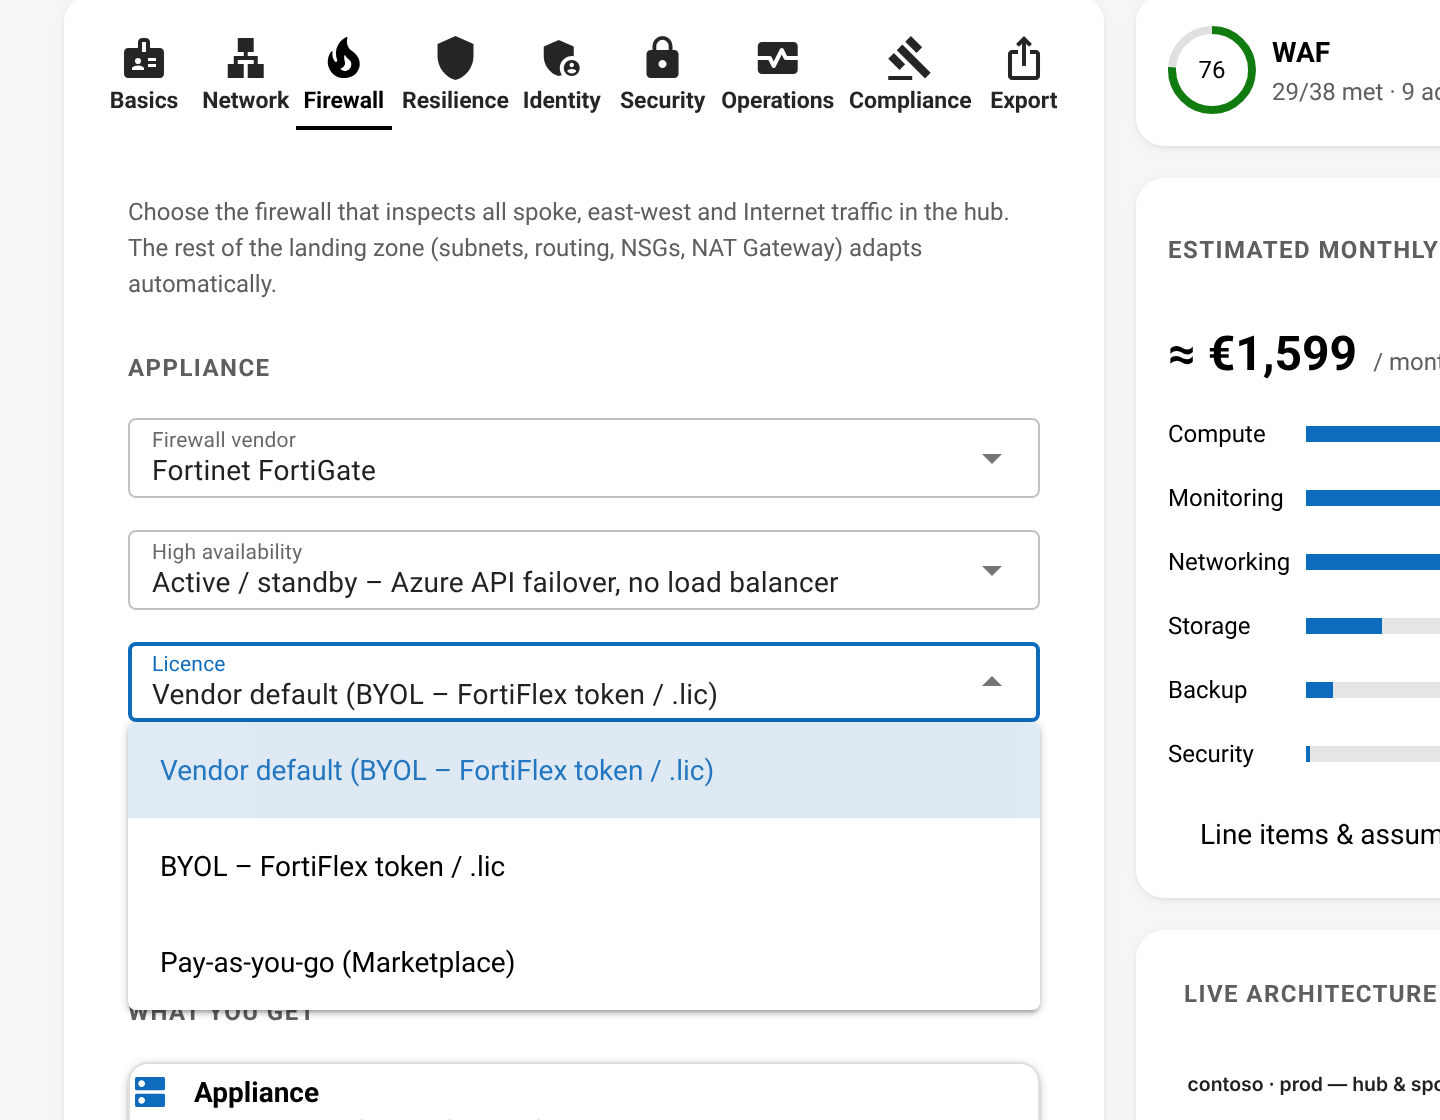 Basics
Network
Firewall
Resilience
Identity
Security
Operations
Compliance
Export
Choose the firewall that inspects all spoke, east-west and Internet traffic in the hub.
The rest of the landing zone (subnets, routing, NSGs, NAT Gateway) adapts
automatically.
APPLIANCE
Firewall vendor
Fortinet FortiGate
High availability
Active / standby – Azure API failover, no load balancer
Licence
Vendor default (BYOL – FortiFlex token / .lic)
Vendor default (BYOL – FortiFlex token / .lic)
BYOL – FortiFlex token / .lic
Pay-as-you-go (Marketplace)
WHAT YOU GET
Appliance
76
WAF
29/38 met · 9 
ESTIMATED MONTHLY
≈ €1,599 / mont
Compute
Monitoring
Networking
Storage
Backup
Security
Line items & assum
LIVE ARCHITECTURE
contoso · prod — hub & spo